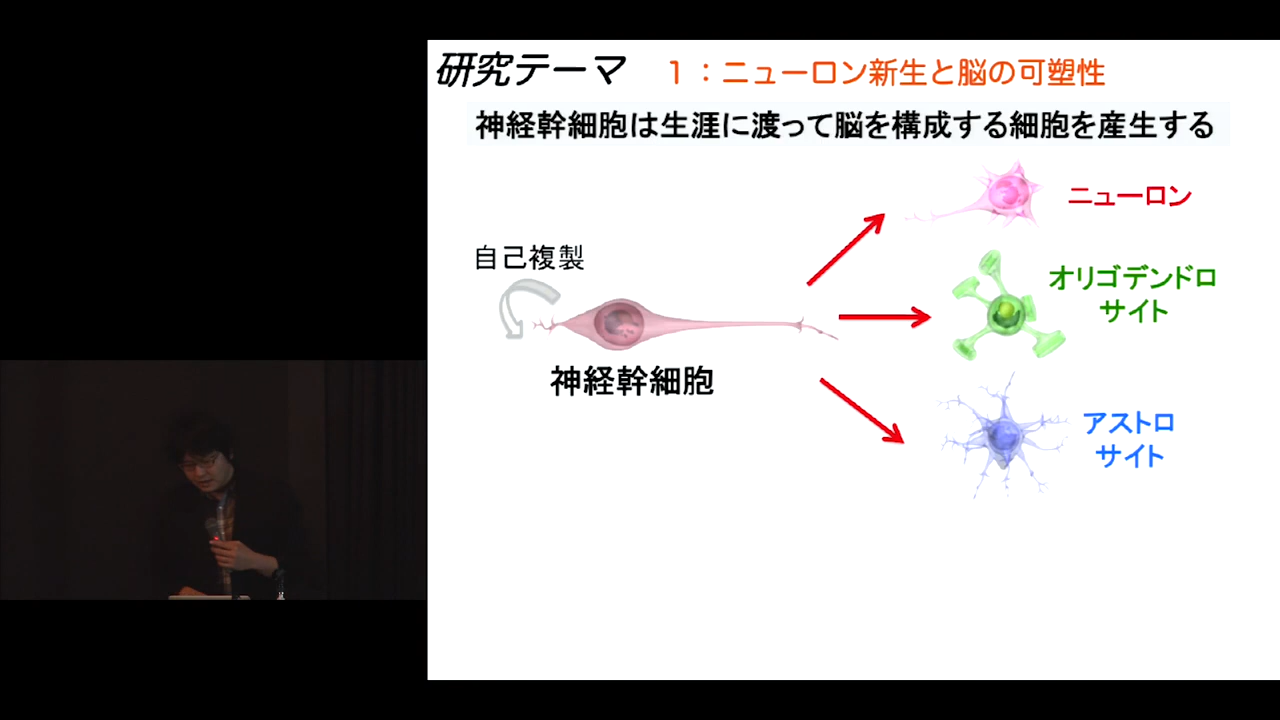 研究テーマ 1：ニューロン新生と脳の可塑性
神経幹細胞は生涯に渡って脳を構成する細胞を産生する
ニューロン
自己複製
オリゴデンドロ
サイト
神経幹細胞
アストロ
サイト